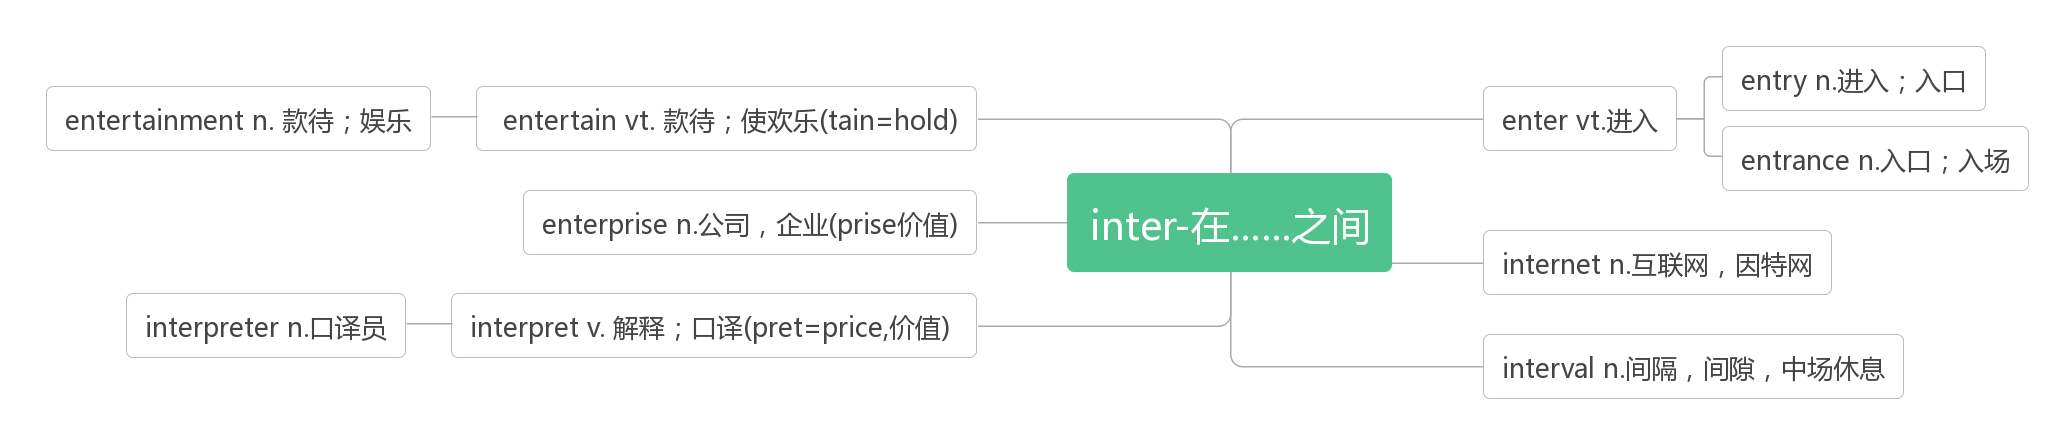 entertainment n. 款待；娱乐
entertain vt. 款待；使欢乐(tain=hold)
enterprise n.公司，企业(prise价值)
interpreter n.口译员
interpret v. 解释；口译(pret=price,价值)
inter-在……之间
enter vt.进入
entry n.进入；入口
entrance n.入口；入场
internet n.互联网，因特网
interval n.间隔，间隙，中场休息